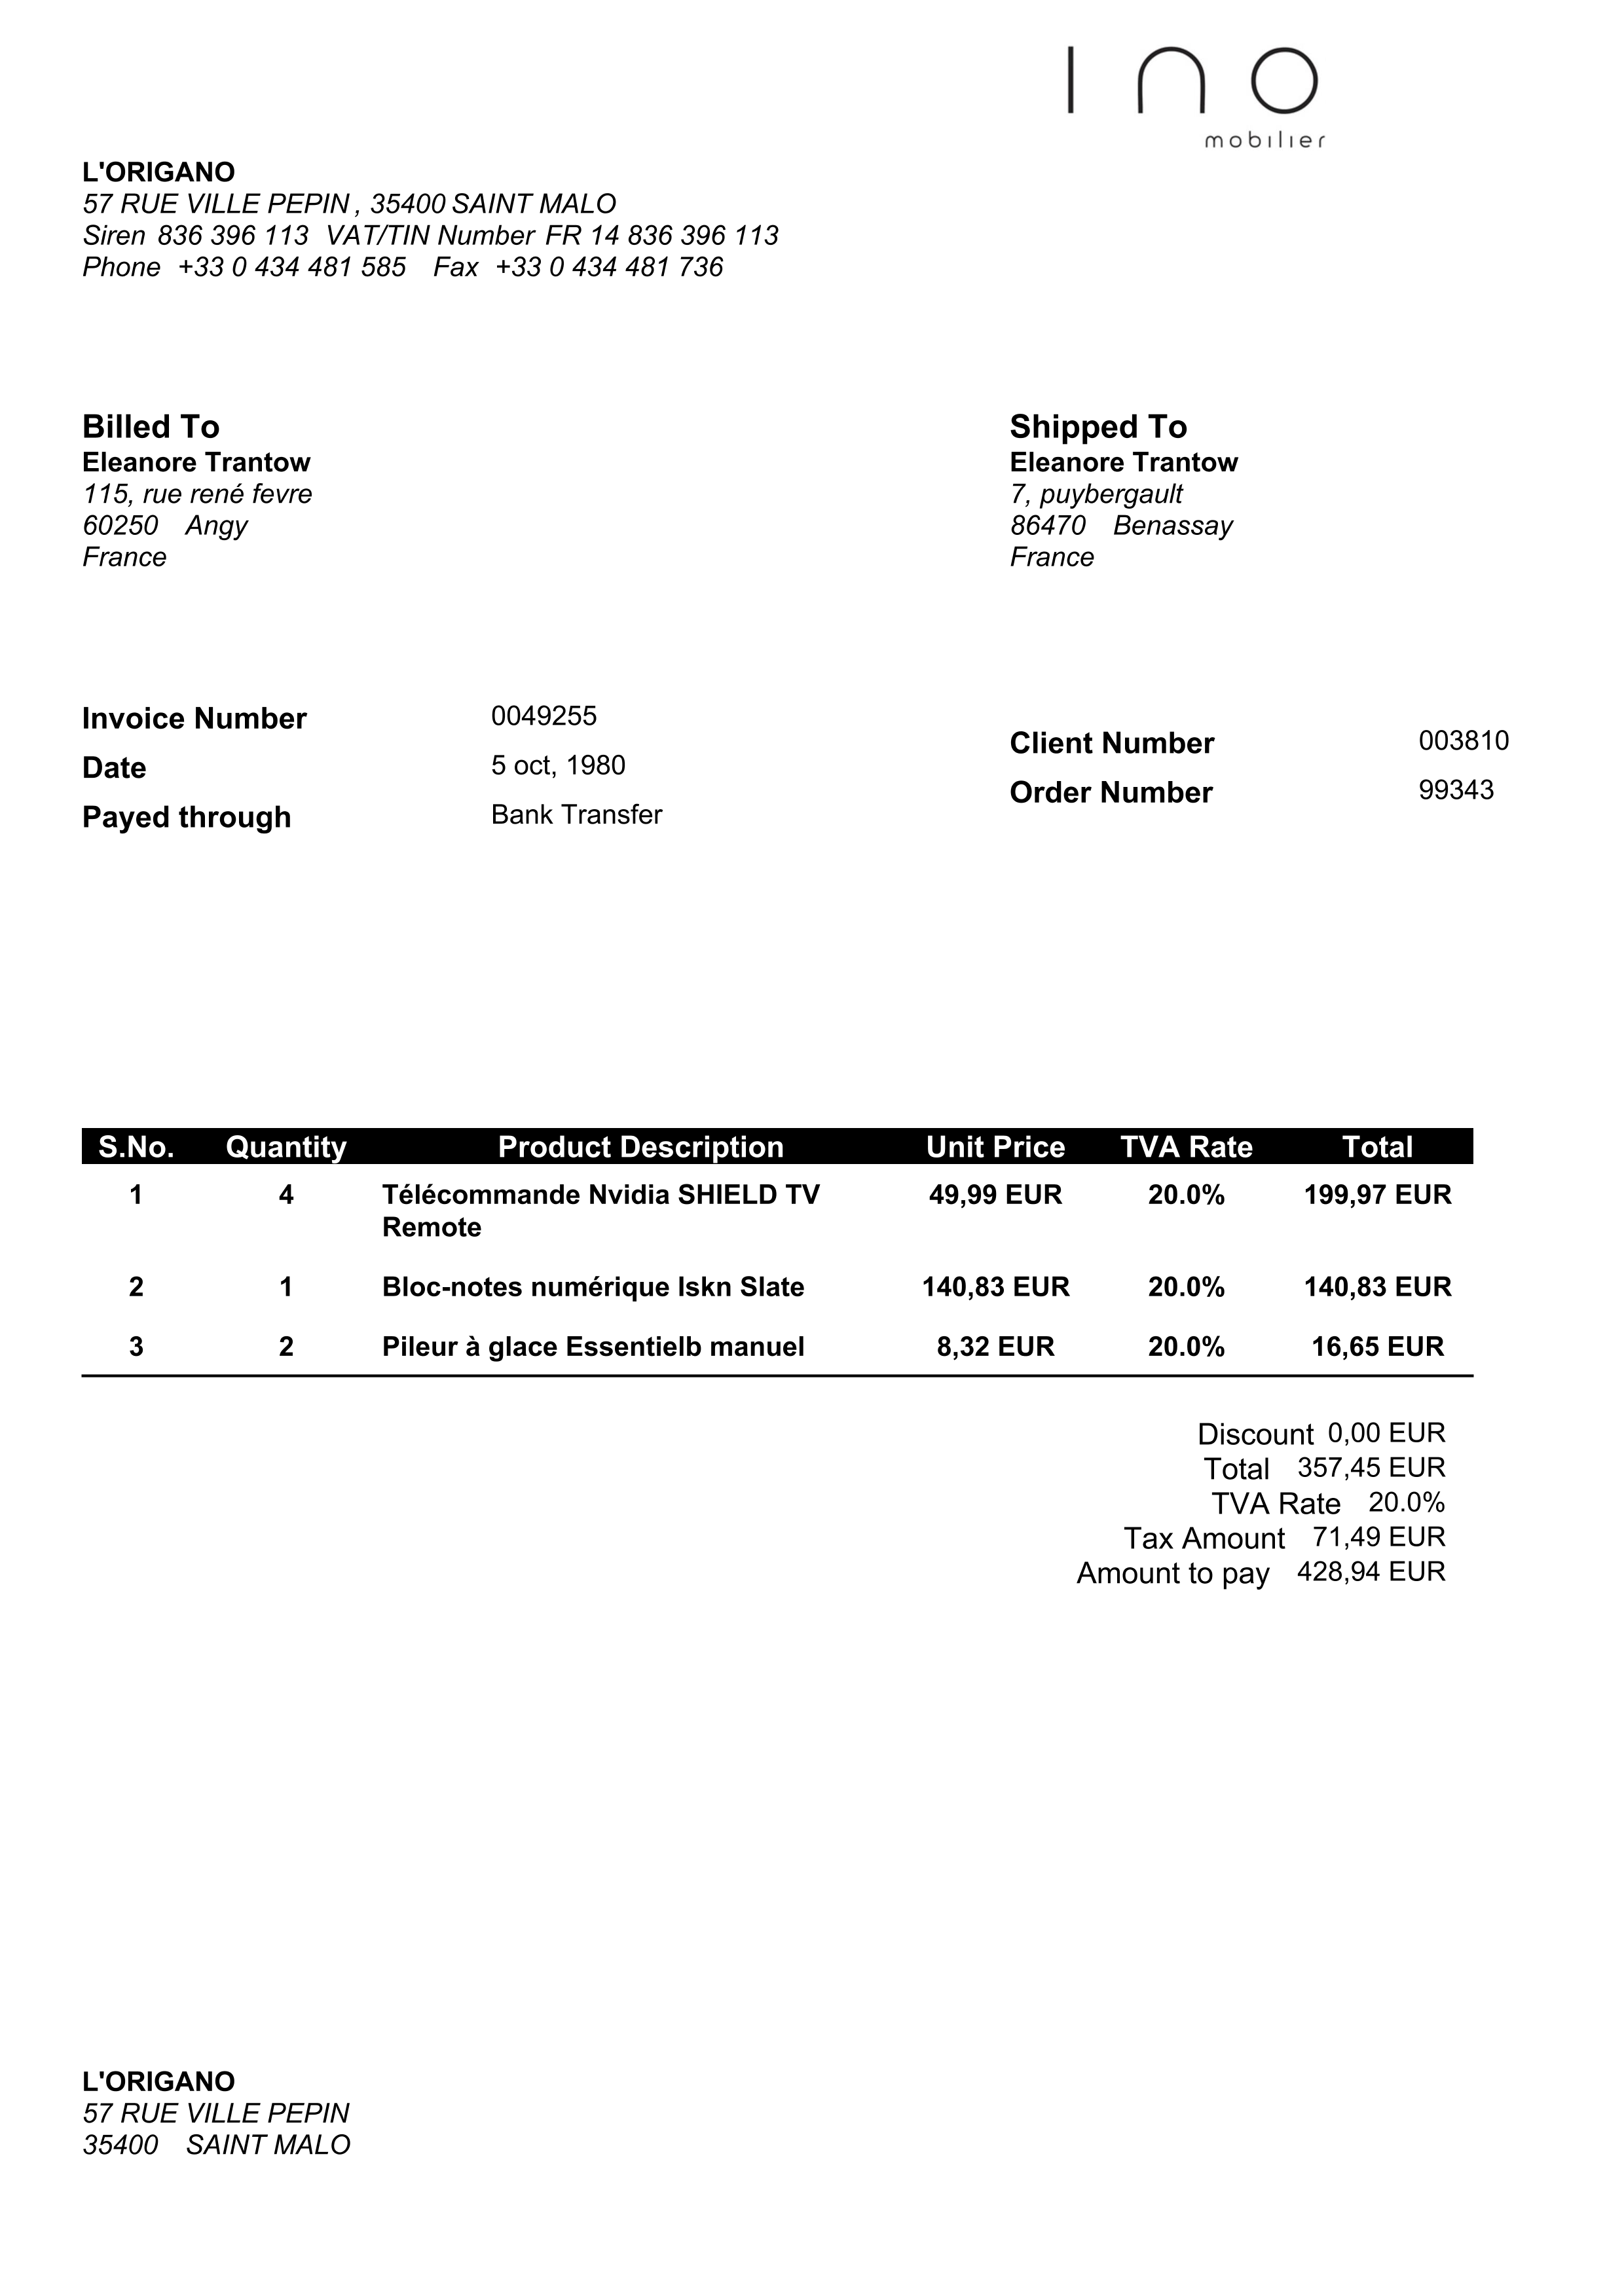 Ino
mobilier
L'ORIGANO
57 RUE VILLE PEPIN , 35400 SAINT MALO
Siren 836 396 113 VAT/TIN Number FR 14 836 396 113
Phone +33 0 434 481 585 Fax +33 0 434 481 736
Billed To
Eleanore Trantow
115, rue rené fevre
60250 Angy
France
Shipped To
Eleanore Trantow
7, puybergault
86470 Benassay
France
Invoice Number 0049255
Date 5 oct, 1980
Payed through Bank Transfer
Client Number 003810
Order Number 99343
S.No. Quantity Product Description Unit Price TVA Rate Total
1 4 Télécommande Nvidia SHIELD TV 49,99 EUR 20.0% 199,97 EUR
Remote
2 1 Bloc-notes numérique Iskn Slate 140,83 EUR 20.0% 140,83 EUR
3 2 Pileur à glace Essentielb manuel 8,32 EUR 20.0% 16,65 EUR
Discount 0,00 EUR
Total 357,45 EUR
TVA Rate 20.0%
Tax Amount 71,49 EUR
Amount to pay 428,94 EUR
L'ORIGANO
57 RUE VILLE PEPIN
35400 SAINT MALO